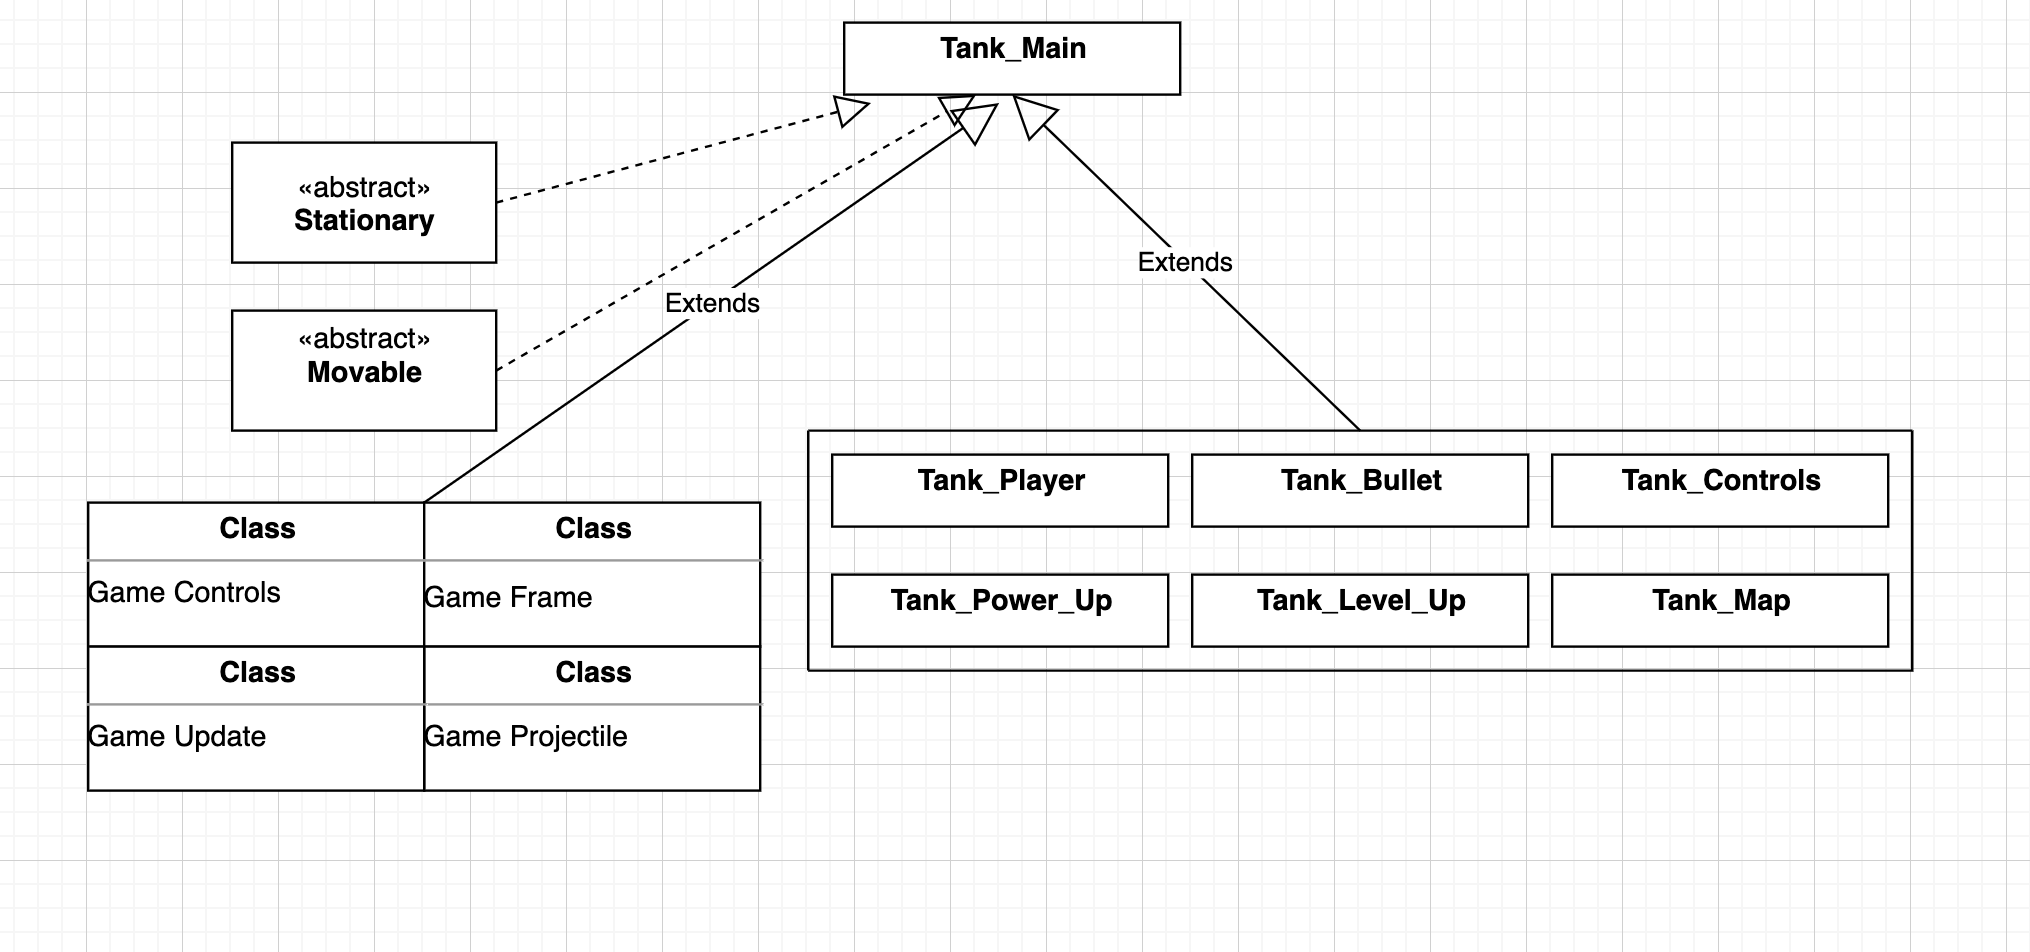 Tank_Main
«abstract»
Stationary
«abstract»
Movable
Extends
Extends
Class
Class
Game Controls
Game Frame
Class
Class
Game Update
Game Projectile
Tank_Player
Tank_Bullet
Tank_Controls
Tank_Power_Up
Tank_Level_Up
Tank_Map